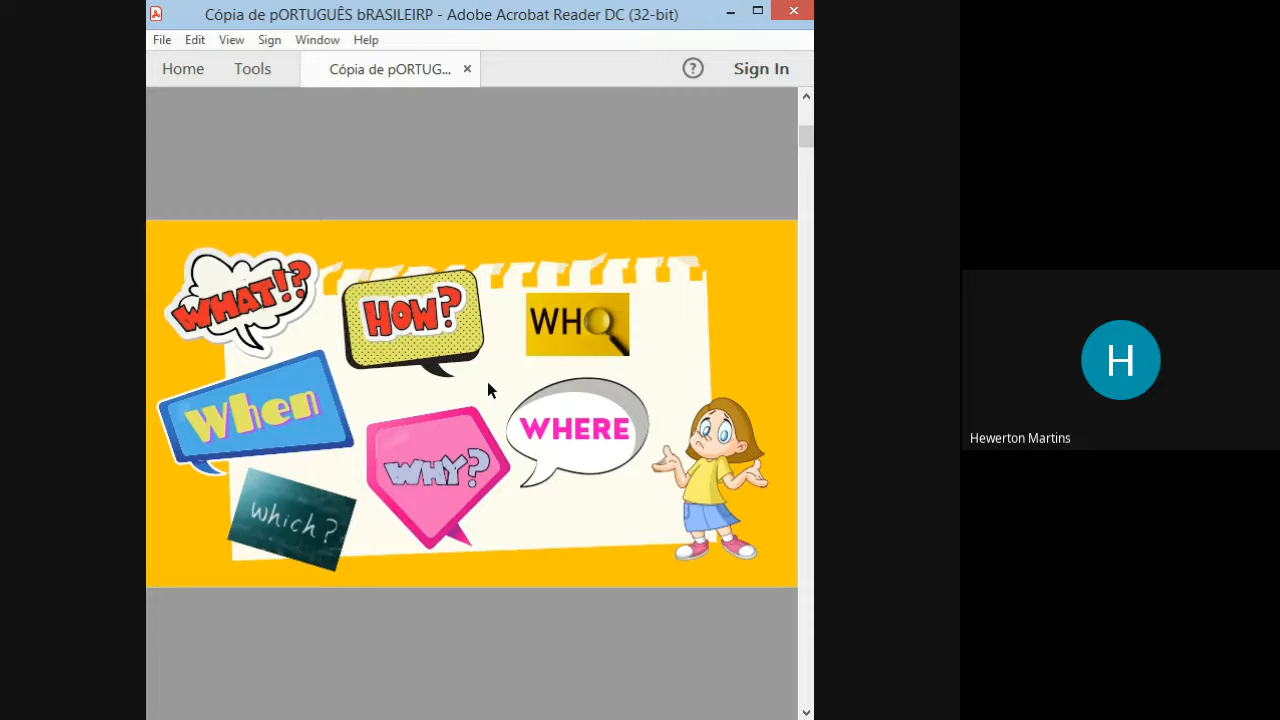 Cópia de pORTUGUÊS bRASILEIRP - Adobe Acrobat Reader DC (32-bit)
File Edit View Sign Window Help
Home Tools Cópia de pORTUG... × ? Sign In
WHAT!?
HOW?
WHO
When
WHY?
WHERE
which?
H
Hewerton Martins